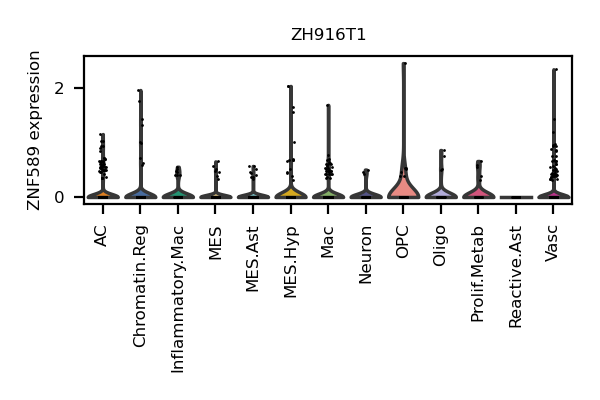 ZH916T1
ZNF589 expression
2
0
AC
Chromatin.Reg
Inflammatory.Mac
MES
MES.Ast
MES.Hyp
Mac
Neuron
OPC
Oligo
Prolif.Metab
Reactive.Ast
Vasc